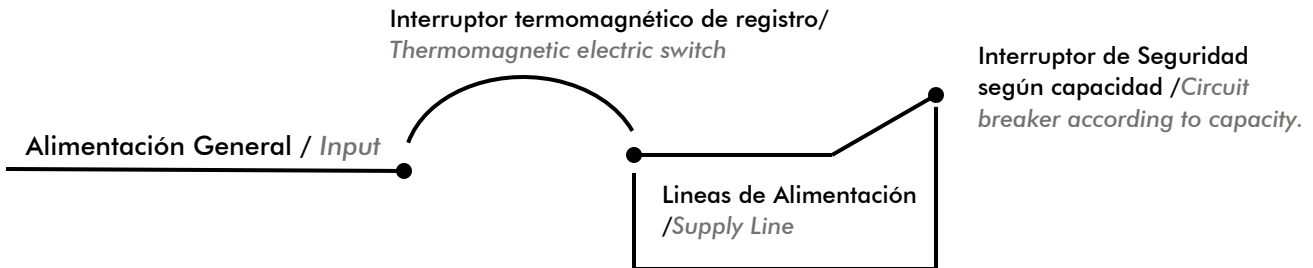 Interruptor termomagnético de registro/
Thermomagnetic electric switch
Interruptor de Seguridad
según capacidad /Circuit
breaker according to capacity.
Alimentación General / Input
Lineas de Alimentación
/Supply Line